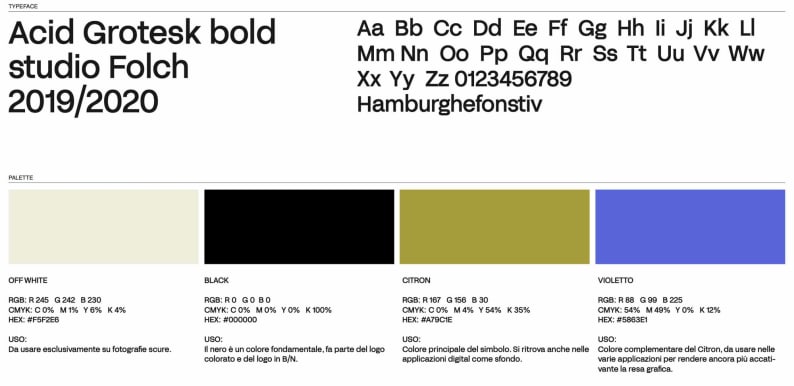 TYPEFACE
Acid Grotesk bold
studio Folch
2019/2020
Aa Bb Cc Dd Ee Ff Gg Hh Ii Jj Kk Ll
Mm Nn Oo Pp Qq Rr Ss Tt Uu Vv Ww
Xx Yy Zz 0123456789
Hamburghefonstiv
PALETTE
OFF WHITE
RGB: R 245 G 242 B 230
CMYK: C 0% M 1% Y 6% K 4%
HEX: #F5F2E6
USO:
Da usare esclusivamente su fotografie scure.
BLACK
RGB: R 0 G 0 B 0
CMYK: C 0% M 0% Y 0% K 100%
HEX: #000000
USO:
Il nero è un colore fondamentale, fa parte del logo
colorato e del logo in B/N.
CITRON
RGB: R 167 G 156 B 30
CMYK: C 0% M 4% Y 54% K 35%
HEX: #A79C1E
USO:
Colore principale del simbolo. Si ritrova anche nelle
applicazioni digital come sfondo.
VIOLETTO
RGB: R 88 G 99 B 225
CMYK: 54% M 49% Y 0% K 12%
HEX: #5863E1
USO:
Colore complementare del Citron, da usare nelle
varie applicazioni per rendere ancora più accati-
vante la resa grafica.